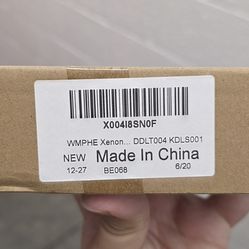 X004I8SN0F
WMPHE Xenon... DDLT004 KDLS001
NEW Made In China
12-27 BE068 6/20